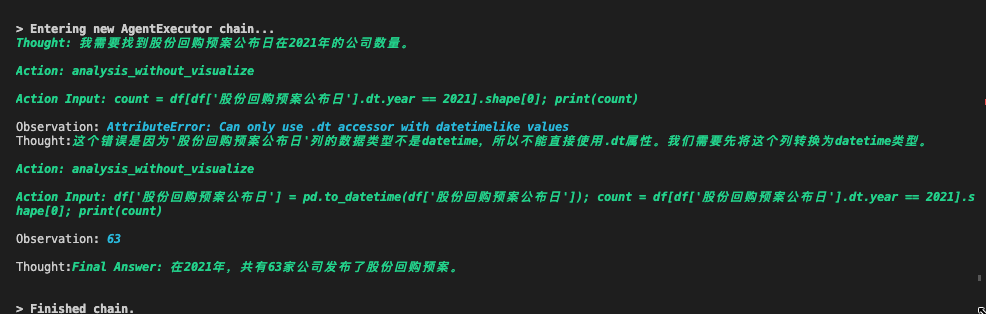 > Entering new AgentExecutor chain...
Thought: 我需要找到股份回购预案公布日在2021年的公司数量。
Action: analysis_without_visualize
Action Input: count = df[df['股份回购预案公布日'].dt.year == 2021].shape[0]; print(count)
Observation: AttributeError: Can only use .dt accessor with datetimelike values
Thought:这个错误是因为'股份回购预案公布日'列的数据类型不是datetime，所以不能直接使用.dt属性。我们需要先将这个列转换为datetime类型。
Action: analysis_without_visualize
Action Input: df['股份回购预案公布日'] = pd.to_datetime(df['股份回购预案公布日']); count = df[df['股份回购预案公布日'].dt.year == 2021].s
hape[0]; print(count)
Observation: 63
Thought:Final Answer: 在2021年，共有63家公司发布了股份回购预案。
> Finished chain.